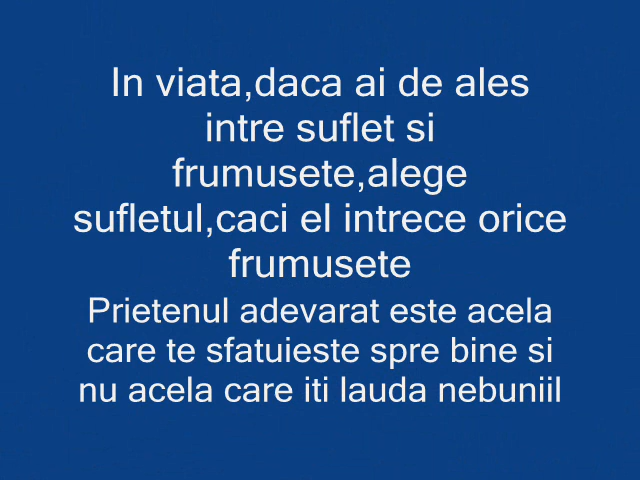 In viata,daca ai de ales
intre suflet si
frumusete,alege
sufletul,caci el intrece orice
frumusete
Prietenul adevarat este acela
care te sfatuieste spre bine si
nu acela care iti lauda nebuniil